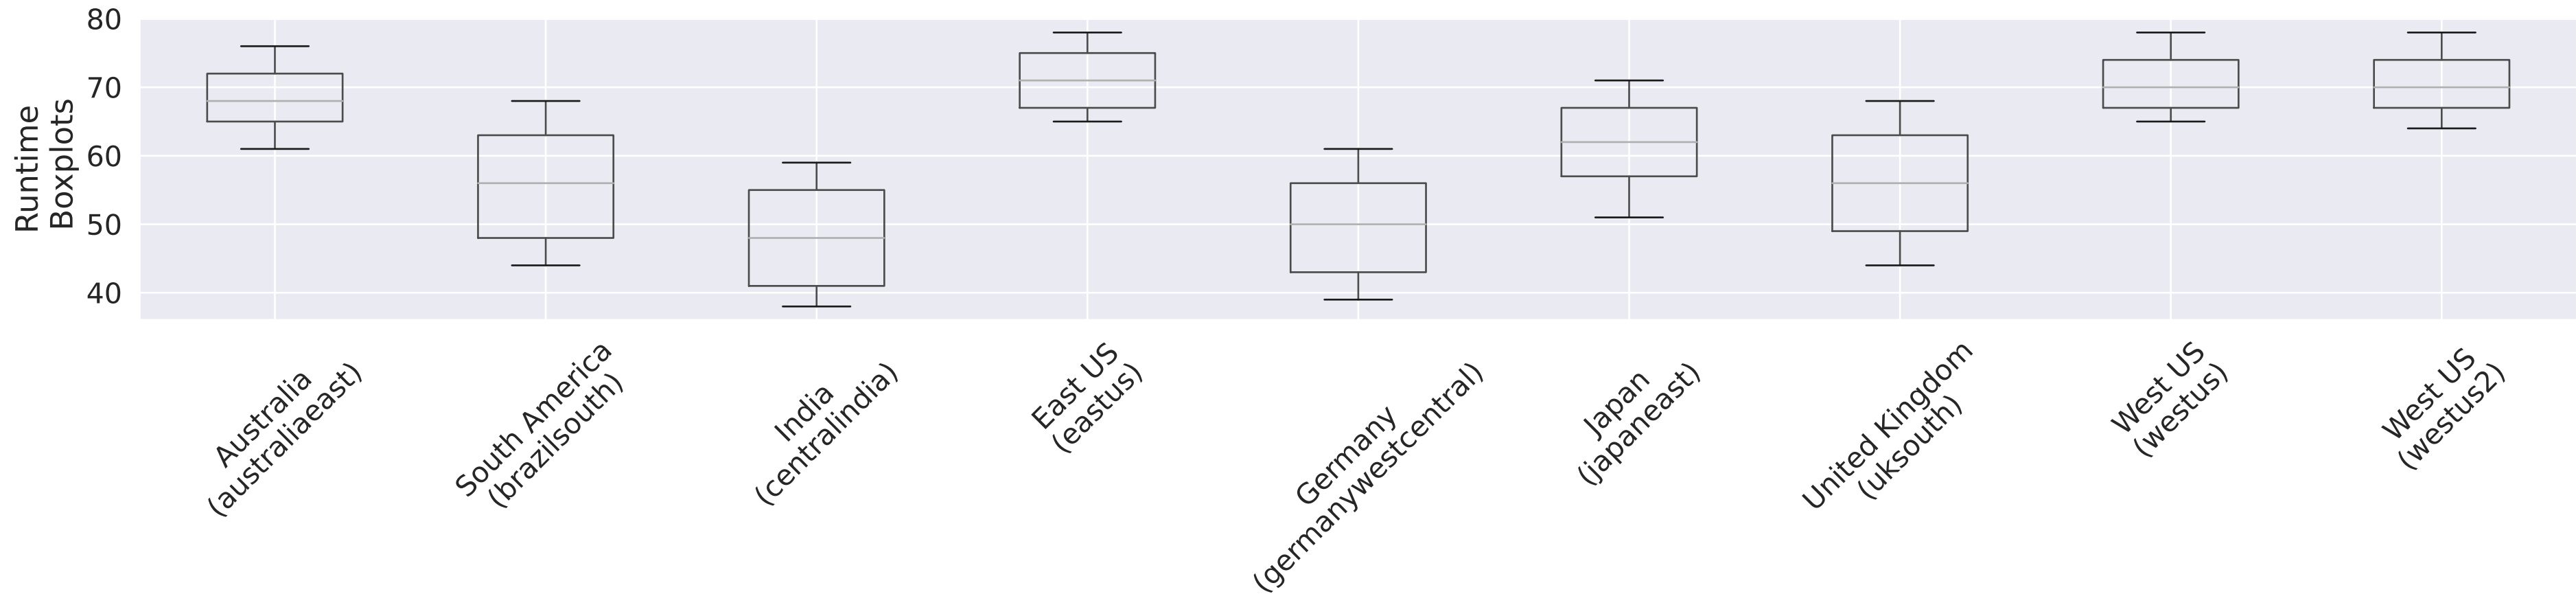 Runtime
Boxplots
80
70
60
50
40
Australia
(australiaeast)
South America
(brazilsouth)
India
(centralindia)
East US
(eastus)
Germany
(germanywestcentral)
Japan
(japaneast)
United Kingdom
(uksouth)
West US
(westus)
West US
(westus2)